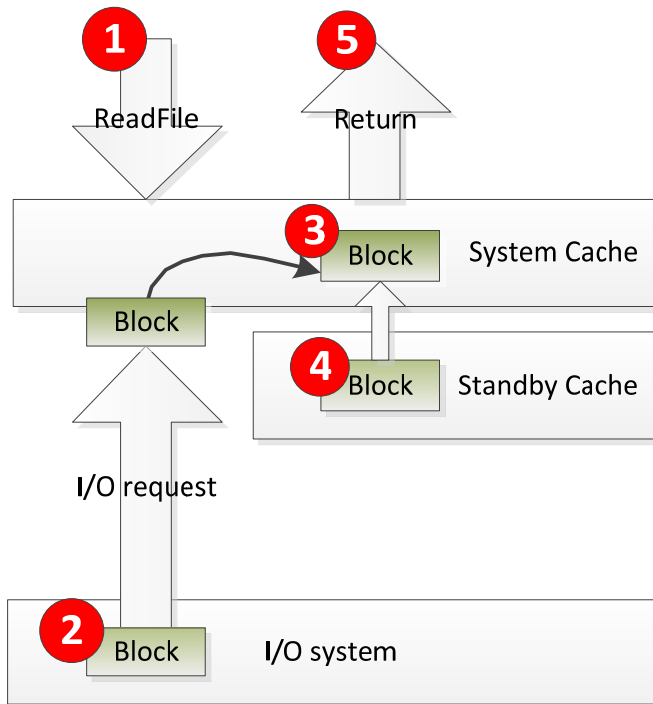 1
5
ReadFile
Return
3
Block
System Cache
Block
4
Block
Standby Cache
I/O request
2
Block
I/O system